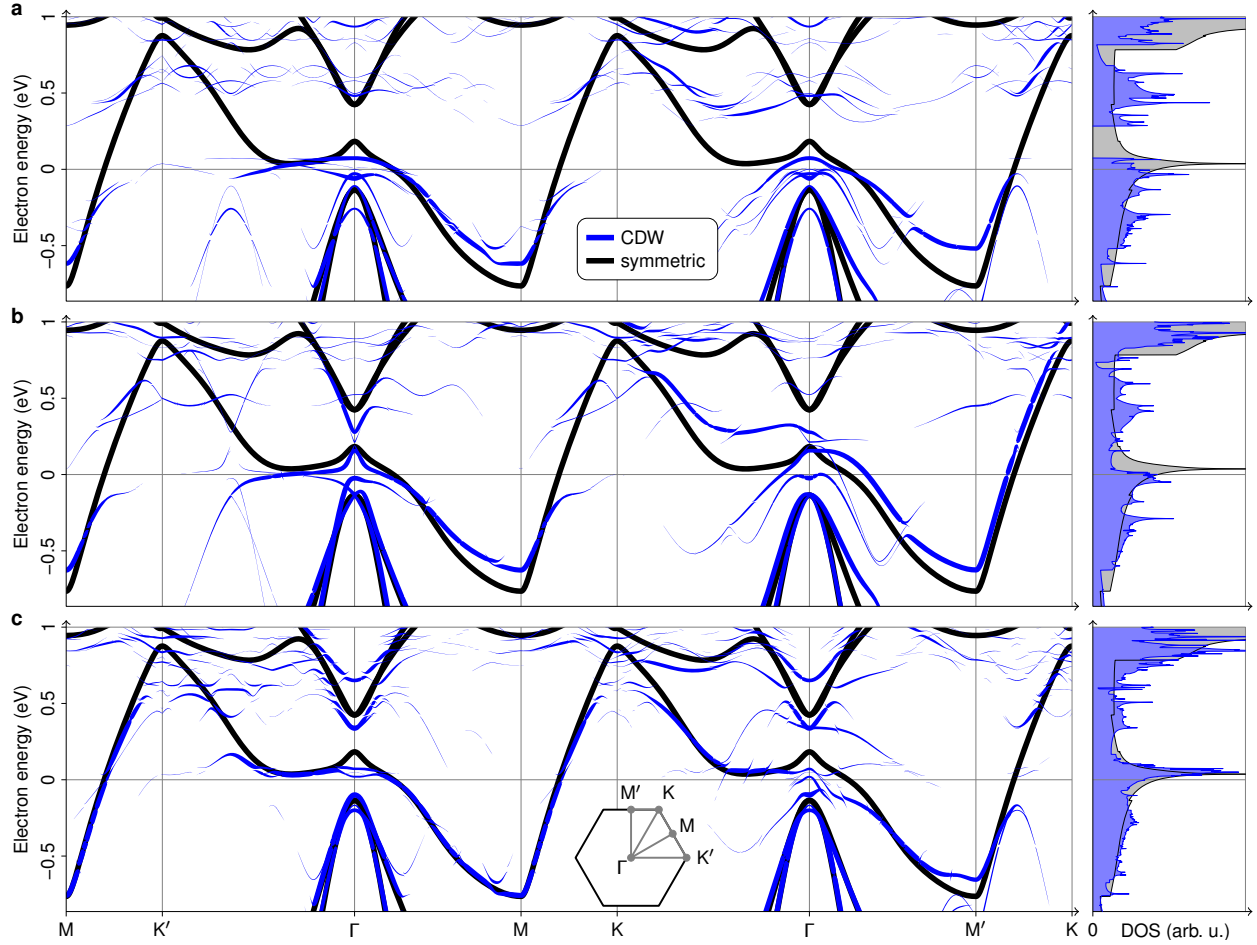 a
Electron energy (eV)
1
0.5
0
−0.5
CDW
symmetric
b
Electron energy (eV)
1
0.5
0
−0.5
c
Electron energy (eV)
1
0.5
0
−0.5
M′ K
M
Γ K′
M K′ Γ M K Γ M′ K
0 DOS (arb. u.)